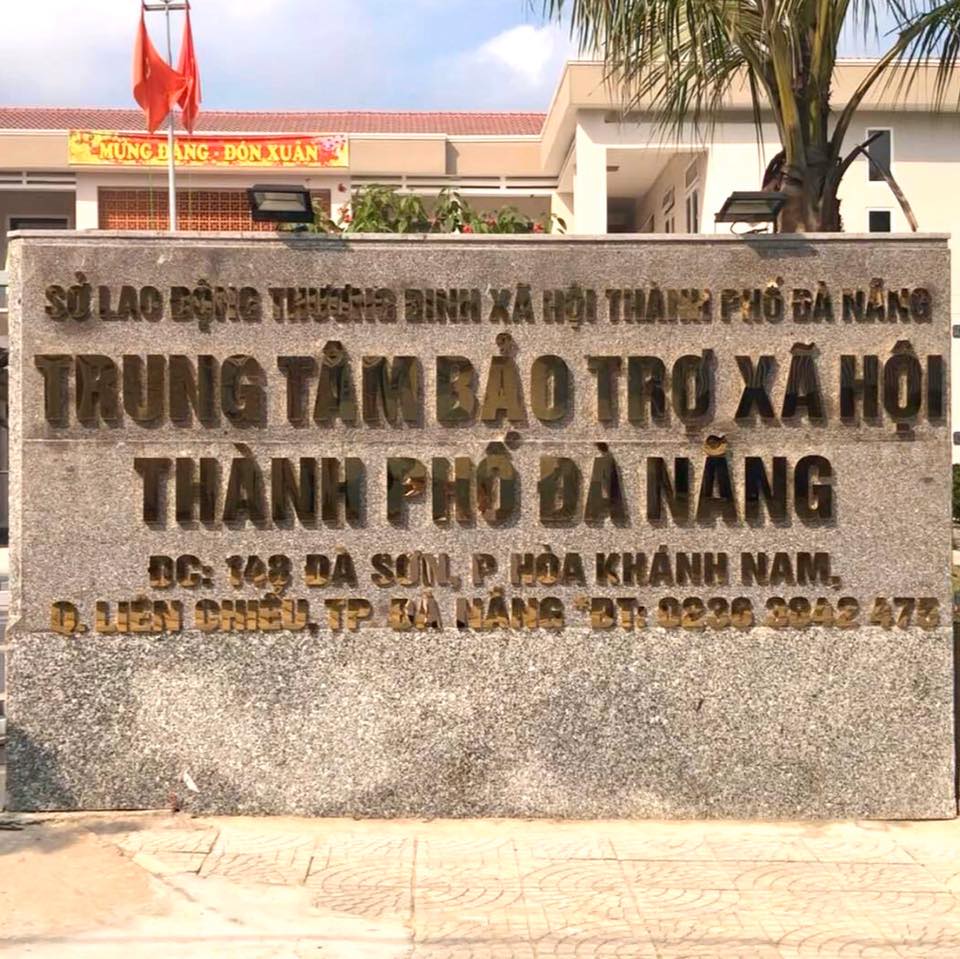 MỪNG ĐẢNG - ĐÓN XUÂN
SỞ LAO ĐỘNG THƯƠNG BINH XÃ HỘI THÀNH PHỐ ĐÀ NẴNG
TRUNG TÂM BẢO TRỢ XÃ HỘI
THÀNH PHỐ ĐÀ NẴNG
ĐC: 148 ĐÀ SƠN, P HÒA KHÁNH NAM,
Q. LIÊN CHIỂU, TP ĐÀ NẴNG *ĐT: 0236 3842 475